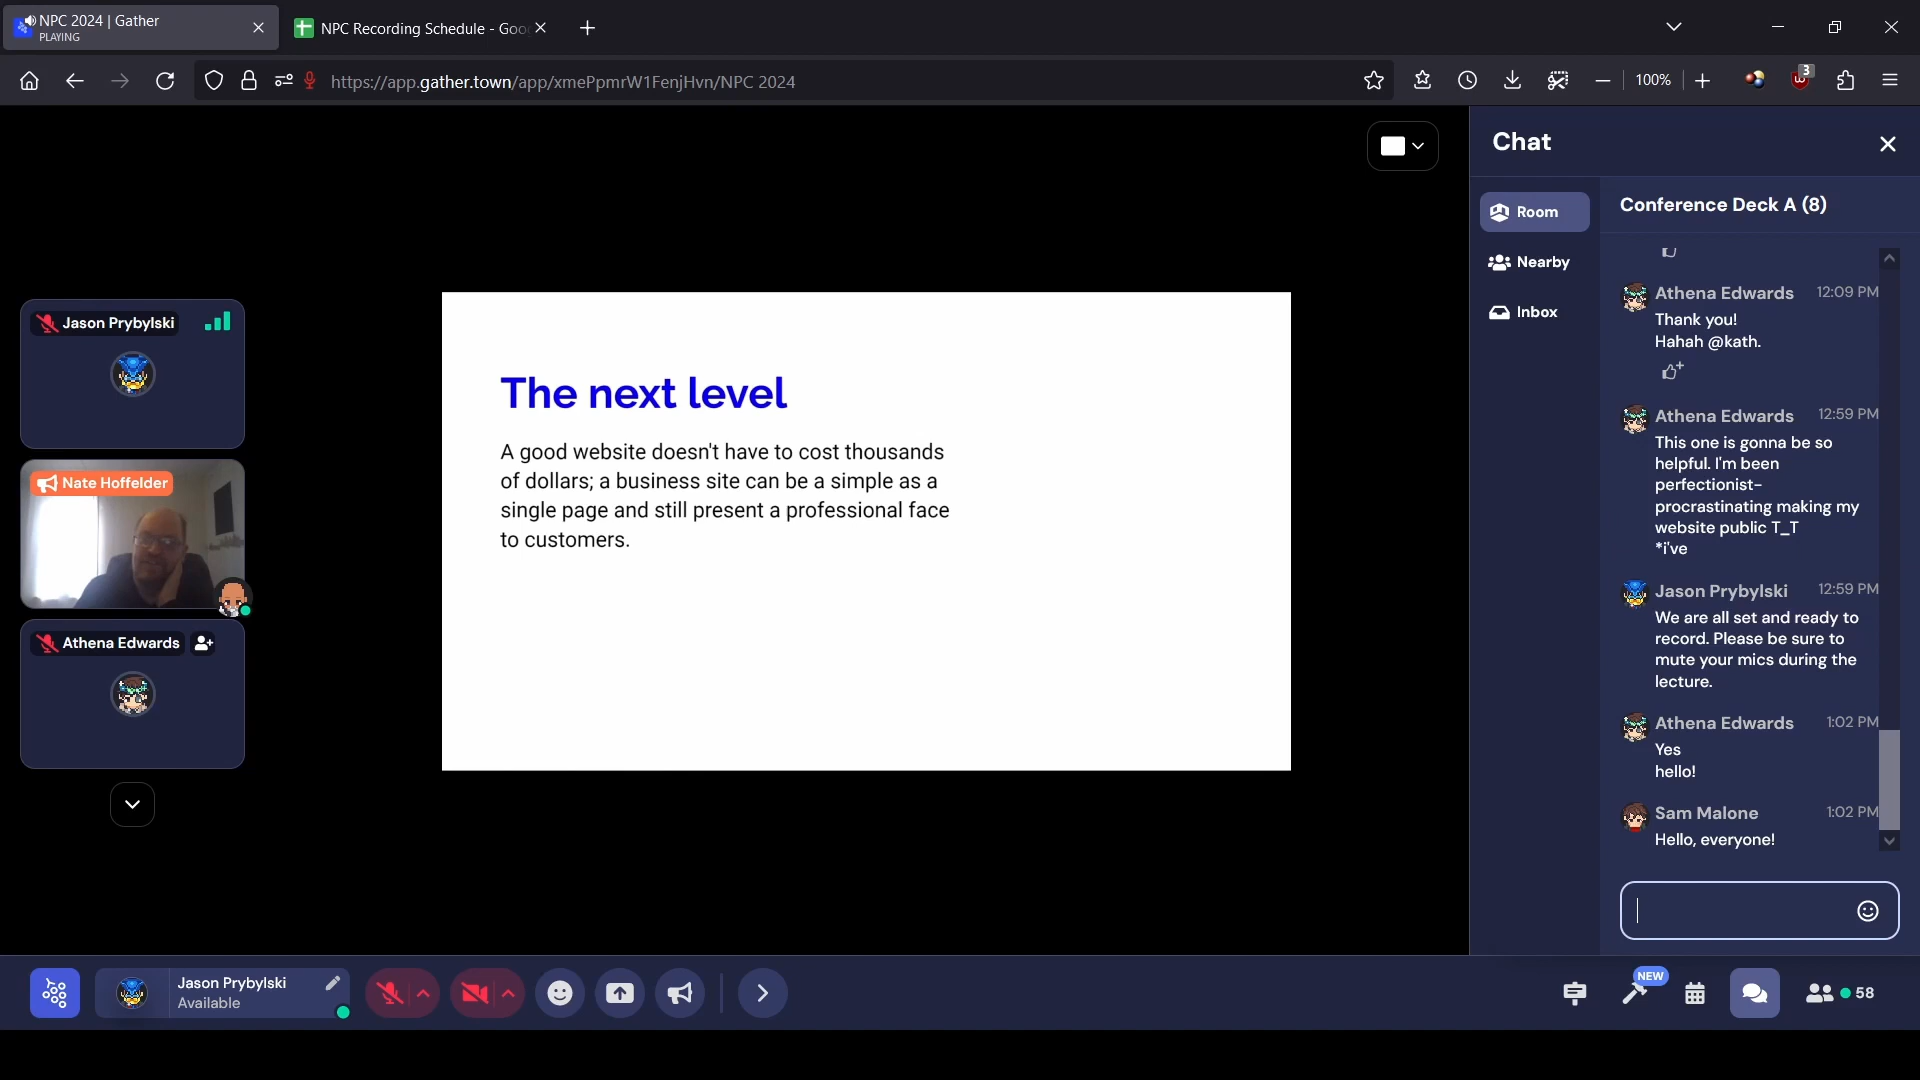 NPC 2024 | Gather
PLAYING
NPC Recording Schedule - Goo
https://app.gather.town/app/xmePpmrW1FenjHvn/NPC 2024
100%
3
Chat
Room
Nearby
Inbox
Conference Deck A (8)
Athena Edwards 12:09 PM
Thank you!
Hahah @kath.
Athena Edwards 12:59 PM
This one is gonna be so
helpful. I'm been
perfectionist-
procrastinating making my
website public T_T
*i've
Jason Prybylski 12:59 PM
We are all set and ready to
record. Please be sure to
mute your mics during the
lecture.
Athena Edwards 1:02 PM
Yes
hello!
Sam Malone 1:02 PM
Hello, everyone!
Jason Prybylski
Nate Hoffelder
Athena Edwards
The next level
A good website doesn't have to cost thousands
of dollars; a business site can be a simple as a
single page and still present a professional face
to customers.
Jason Prybylski
Available
NEW
58